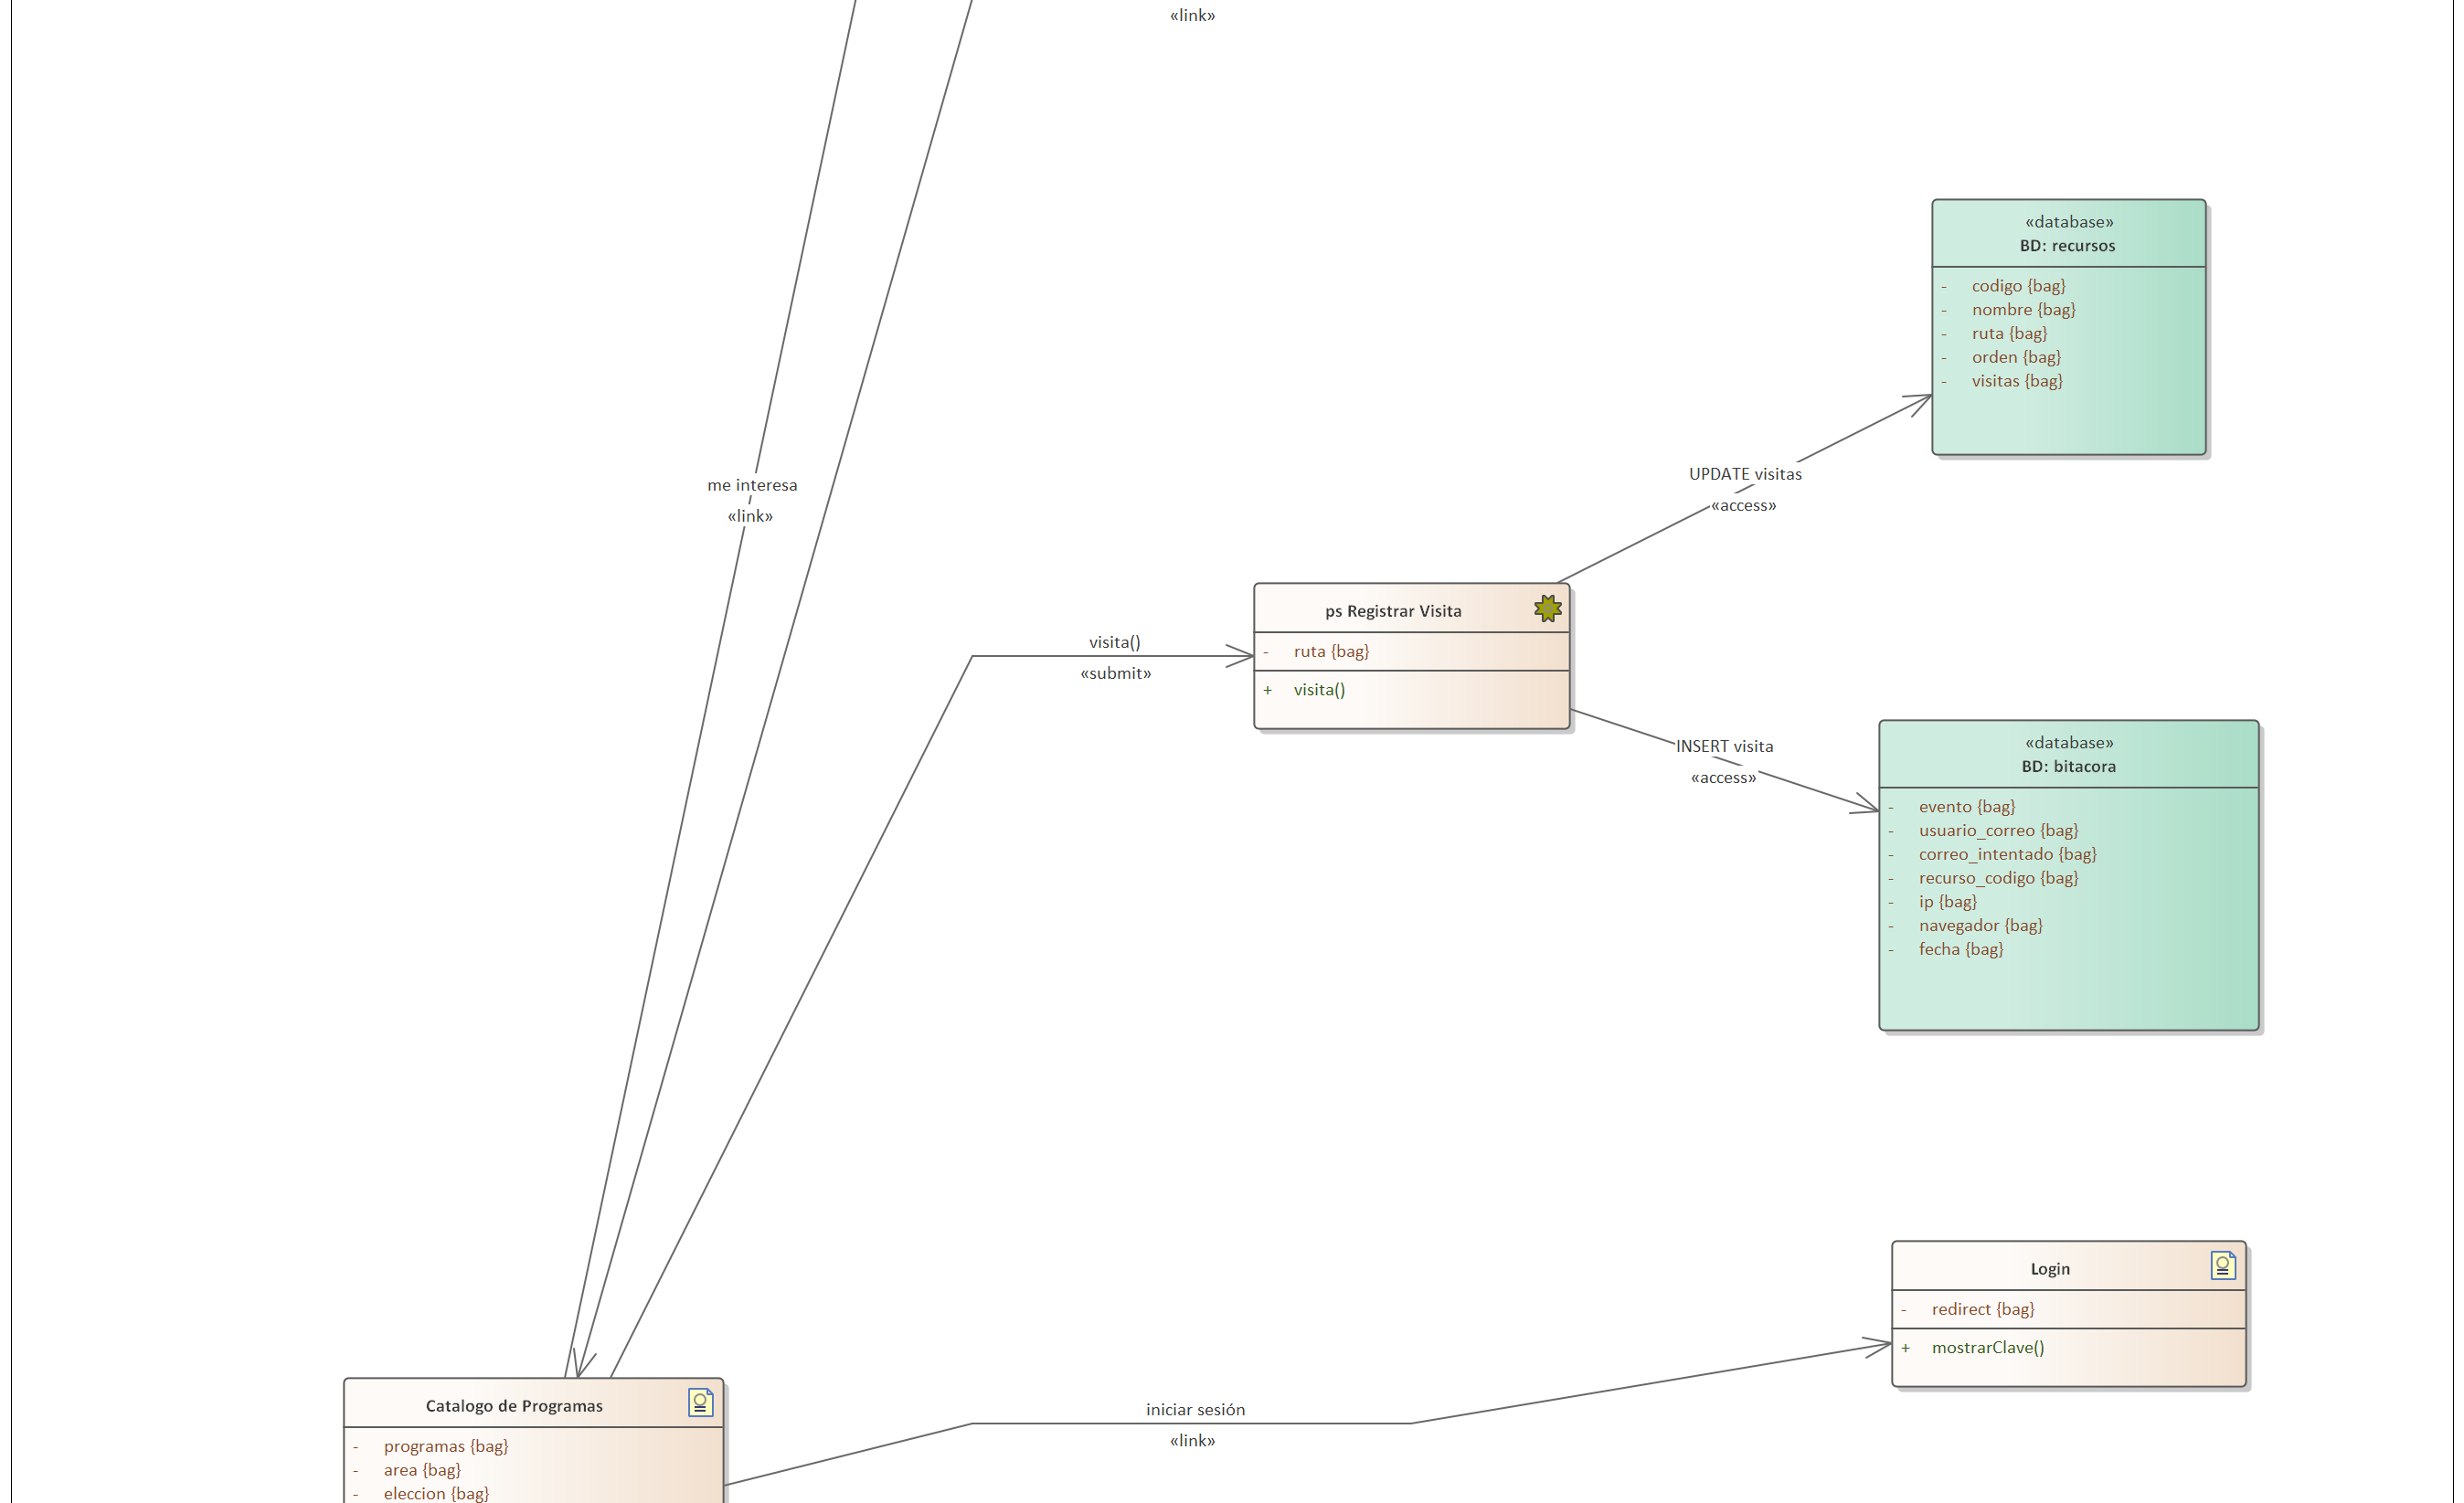 «link»
«database»
BD: recursos
- codigo {bag}
- nombre {bag}
- ruta {bag}
- orden {bag}
- visitas {bag}
me interesa
«link»
UPDATE visitas
«access»
ps Registrar Visita
- ruta {bag}
+ visita()
visita()
«submit»
INSERT visita
«access»
«database»
BD: bitacora
- evento {bag}
- usuario_correo {bag}
- correo_intentado {bag}
- recurso_codigo {bag}
- ip {bag}
- navegador {bag}
- fecha {bag}
Login
- redirect {bag}
+ mostrarClave()
Catalogo de Programas
- programas {bag}
- area {bag}
- eleccion {bag}
iniciar sesión
«link»